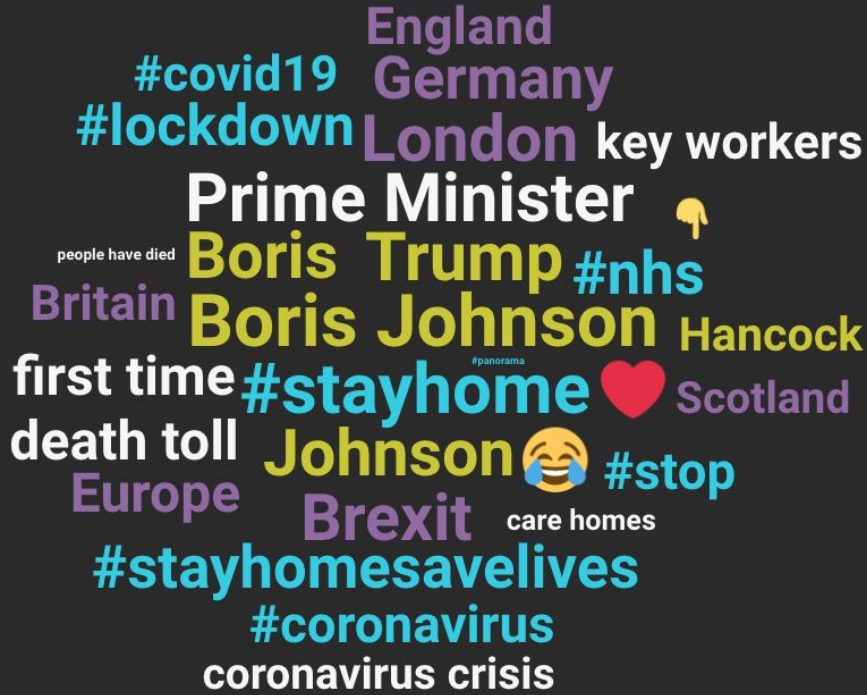 England
#covid19 Germany
#lockdown London key workers
Prime Minister 👇
people have died Boris Trump #nhs
Britain Boris Johnson Hancock
#panorama
first time #stayhome ❤️ Scotland
death toll Johnson 😂 #stop
Europe Brexit care homes
#stayhomesavelives
#coronavirus
coronavirus crisis